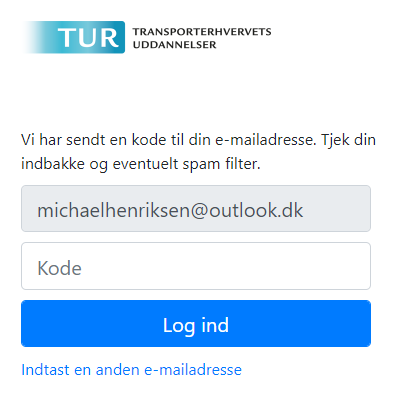 TUR TRANSPORTERHVERVETS
UDDANNELSER
Vi har sendt en kode til din e-mailadresse. Tjek din
indbakke og eventuelt spam filter.
michaelhenriksen@outlook.dk
Kode
Log ind
Indtast en anden e-mailadresse